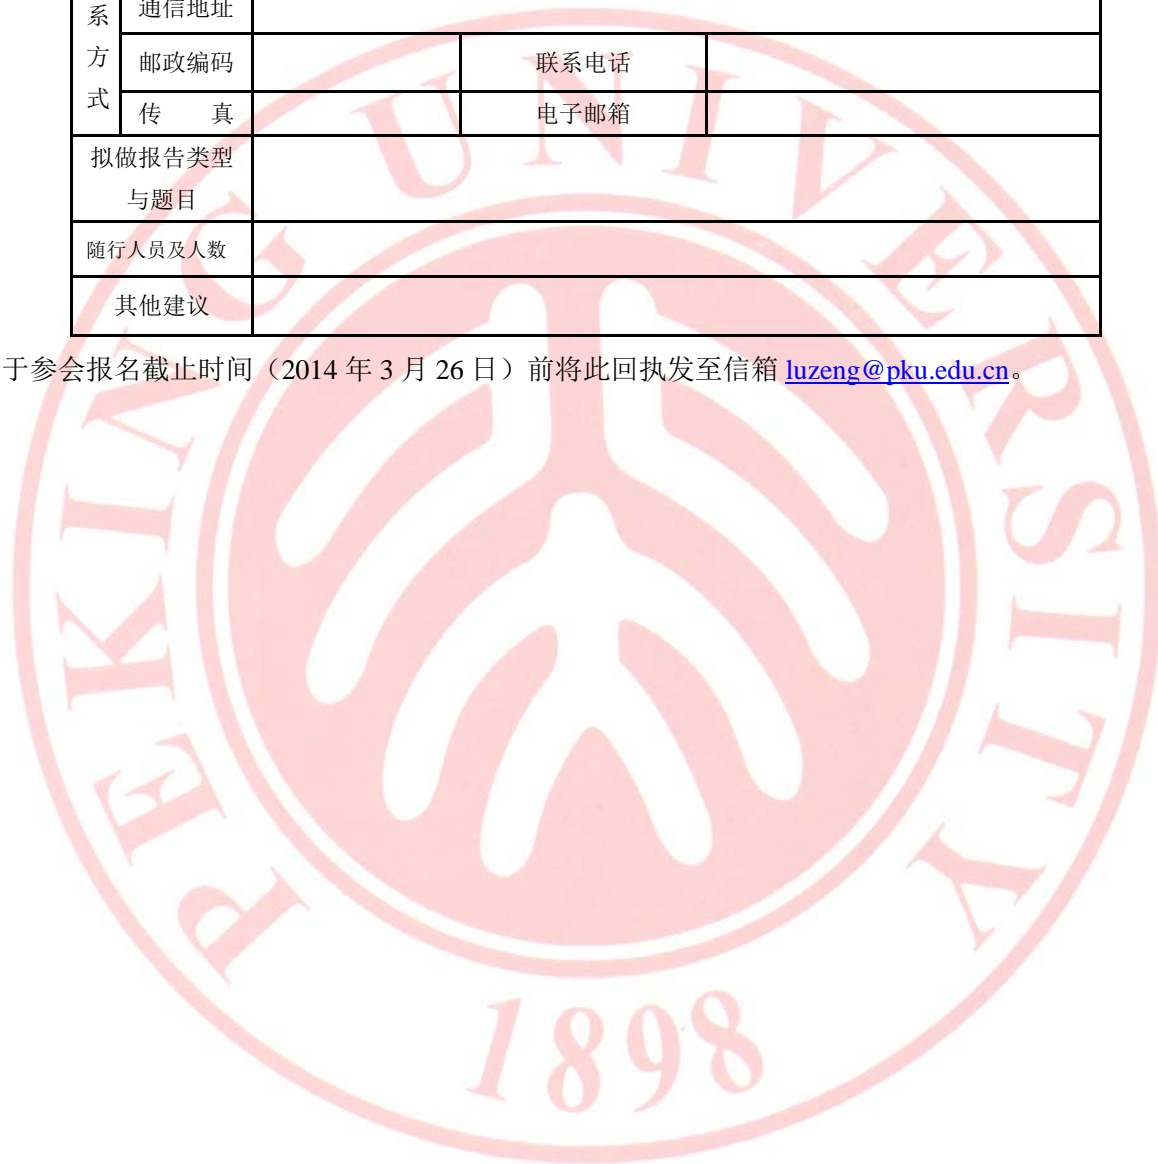 系 通信地址
方 邮政编码 联系电话
式 传 真 电子邮箱
拟做报告类型
与题目
随行人员及人数
其他建议
于参会报名截止时间（2014 年 3 月 26 日）前将此回执发至信箱 luzeng@pku.edu.cn。
PEKING UNIVERSITY
1898